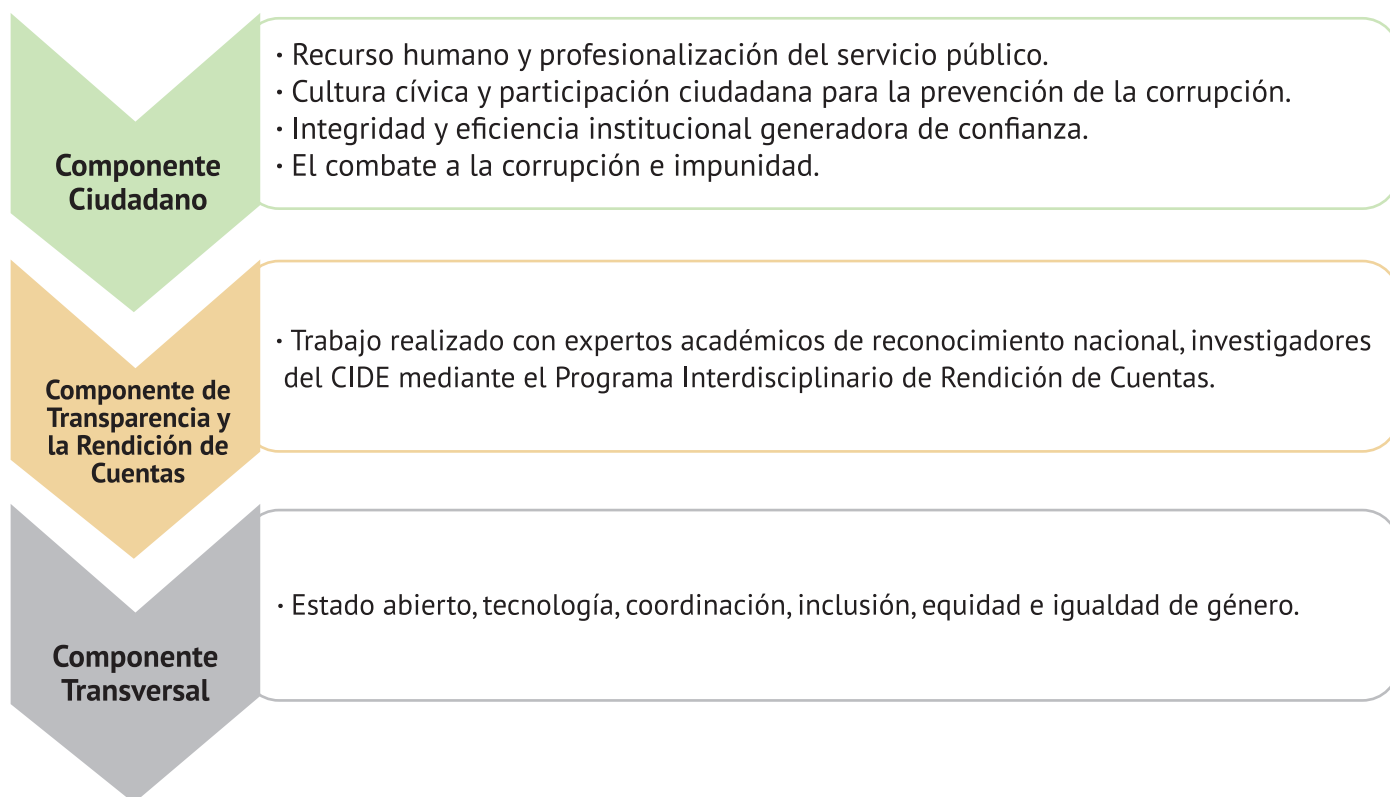 Componente
Ciudadano
· Recurso humano y profesionalización del servicio público.
· Cultura cívica y participación ciudadana para la prevención de la corrupción.
· Integridad y eficiencia institucional generadora de confianza.
· El combate a la corrupción e impunidad.
Componente de
Transparencia y
la Rendición de
Cuentas
· Trabajo realizado con expertos académicos de reconocimiento nacional, investigadores
del CIDE mediante el Programa Interdisciplinario de Rendición de Cuentas.
Componente
Transversal
· Estado abierto, tecnología, coordinación, inclusión, equidad e igualdad de género.